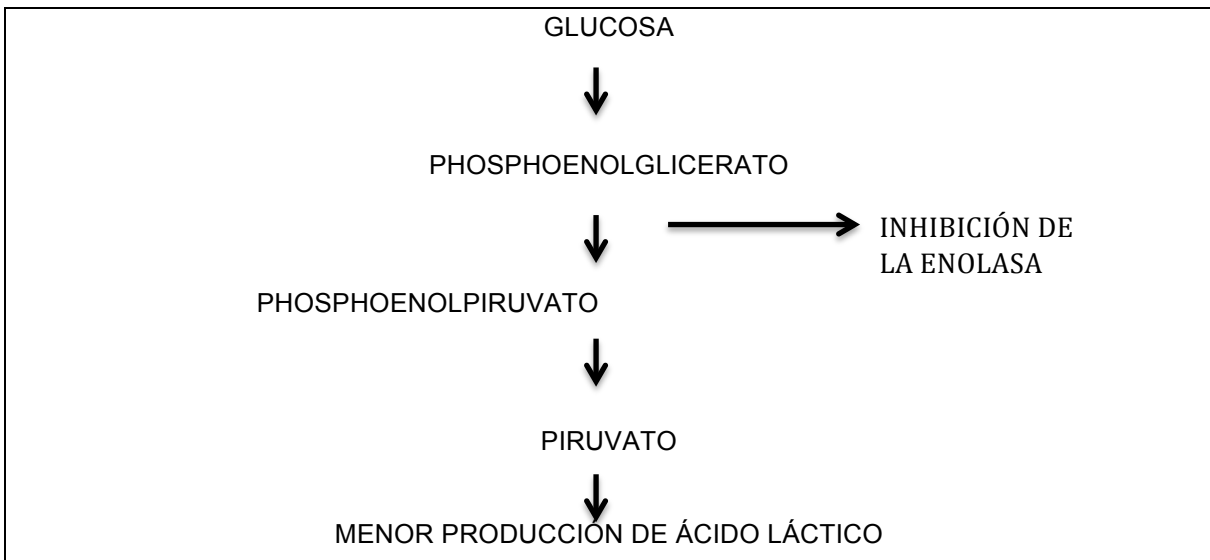 GLUCOSA
PHOSPHOENOLGLICERATO
INHIBICIÓN DE
LA ENOLASA
PHOSPHOENOLPIRUVATO
PIRUVATO
MENOR PRODUCCIÓN DE ÁCIDO LÁCTICO